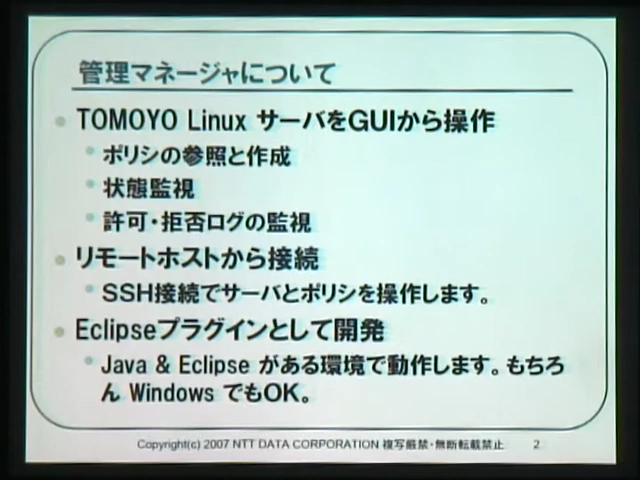 管理マネージャについて
TOMOYO Linux サーバをGUIから操作
ポリシの参照と作成
状態監視
許可・拒否ログの監視
リモートホストから接続
SSH接続でサーバとポリシを操作します。
Eclipseプラグインとして開発
Java & Eclipse がある環境で動作します。もちろ
ん Windows でもOK。
Copyright(c) 2007 NTT DATA CORPORATION 複写厳禁・無断転載禁止 2